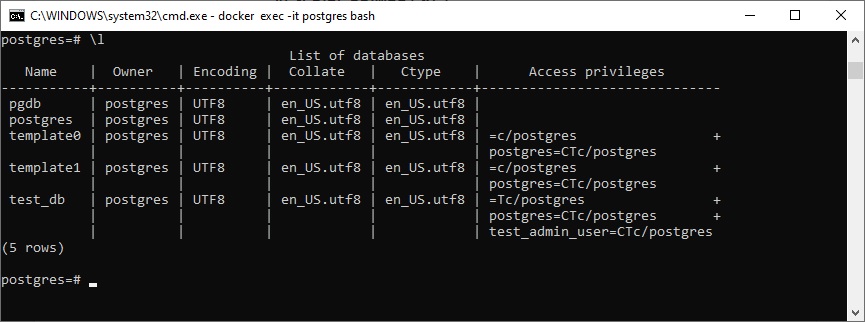 C:\WINDOWS\system32\cmd.exe - docker exec -it postgres bash
postgres=# \l
                                    List of databases
   Name    |  Owner   | Encoding |  Collate   |   Ctype    |      Access privileges
-----------+----------+----------+------------+------------+------------------------------
 pgdb      | postgres | UTF8     | en_US.utf8 | en_US.utf8 |
 postgres  | postgres | UTF8     | en_US.utf8 | en_US.utf8 |
 template0 | postgres | UTF8     | en_US.utf8 | en_US.utf8 | =c/postgres                 +
           |          |          |            |            | postgres=CTc/postgres
 template1 | postgres | UTF8     | en_US.utf8 | en_US.utf8 | =c/postgres                 +
           |          |          |            |            | postgres=CTc/postgres
 test_db   | postgres | UTF8     | en_US.utf8 | en_US.utf8 | =Tc/postgres                +
           |          |          |            |            | postgres=CTc/postgres       +
           |          |          |            |            | test_admin_user=CTc/postgres
(5 rows)
postgres=#